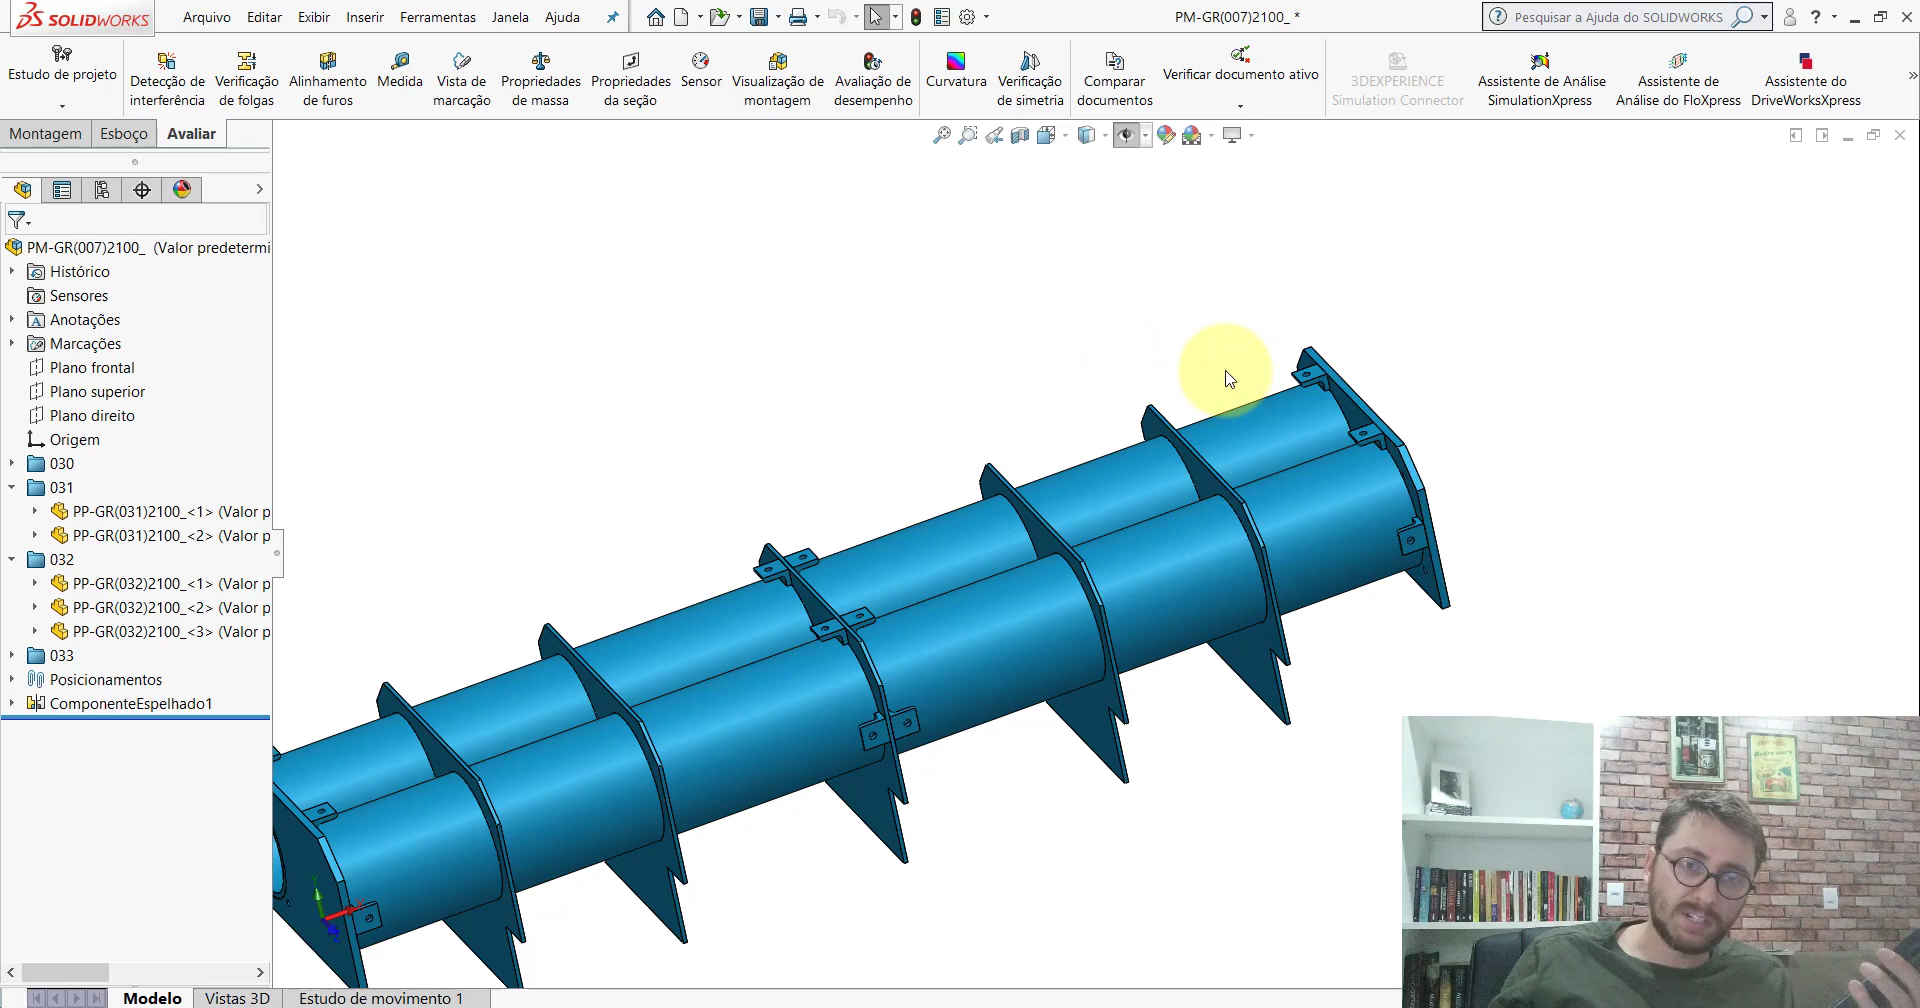 SOLIDWORKS
Arquivo Editar Exibir Inserir Ferramentas Janela Ajuda
PM-GR(007)2100_ *
Pesquisar a Ajuda do SOLIDWORKS
Estudo de projeto
Detecção de interferência
Verificação de folgas
Alinhamento de furos
Medida
Vista de marcação
Propriedades de massa
Propriedades da seção
Sensor
Visualização de montagem
Avaliação de desempenho
Curvatura
Verificação de simetria
Comparar documentos
Verificar documento ativo
3DEXPERIENCE Simulation Connector
Assistente de Análise SimulationXpress
Assistente de Análise do FloXpress
Assistente do DriveWorksXpress
Montagem Esboço Avaliar
PM-GR(007)2100_ (Valor predetermi
Histórico
Sensores
Anotações
Marcações
Plano frontal
Plano superior
Plano direito
Origem
030
031
PP-GR(031)2100_<1> (Valor p
PP-GR(031)2100_<2> (Valor p
032
PP-GR(032)2100_<1> (Valor p
PP-GR(032)2100_<2> (Valor p
PP-GR(032)2100_<3> (Valor p
033
Posicionamentos
ComponenteEspelhado1
Modelo Vistas 3D Estudo de movimento 1